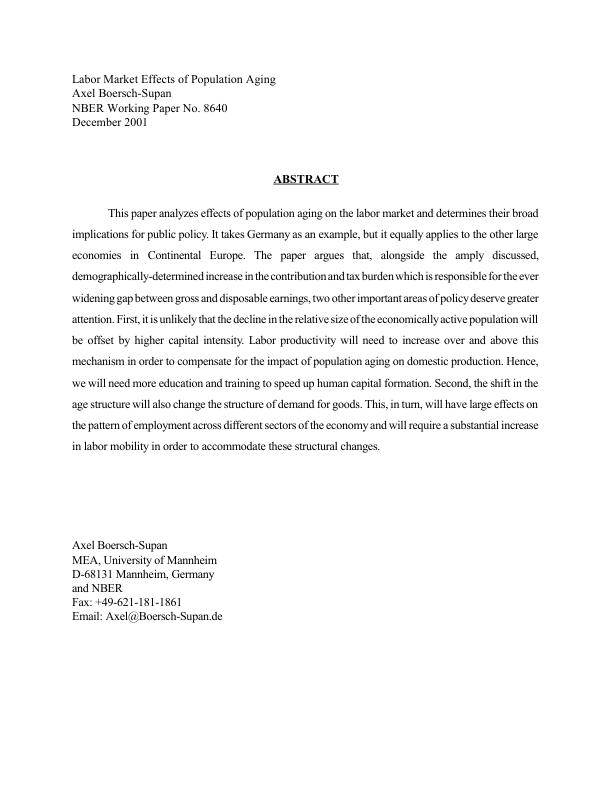 Labor Market Effects of Population Aging
Axel Boersch-Supan
NBER Working Paper No. 8640
December 2001
ABSTRACT
This paper analyzes effects of population aging on the labor market and determines their broad
implications for public policy. It takes Germany as an example, but it equally applies to the other large
economies in Continental Europe. The paper argues that, alongside the amply discussed,
demographically-determined increase in the contribution and tax burden which is responsible for the ever
widening gap between gross and disposable earnings, two other important areas of policy deserve greater
attention. First, it is unlikely that the decline in the relative size of the economically active population will
be offset by higher capital intensity. Labor productivity will need to increase over and above this
mechanism in order to compensate for the impact of population aging on domestic production. Hence,
we will need more education and training to speed up human capital formation. Second, the shift in the
age structure will also change the structure of demand for goods. This, in turn, will have large effects on
the pattern of employment across different sectors of the economy and will require a substantial increase
in labor mobility in order to accommodate these structural changes.
Axel Boersch-Supan
MEA, University of Mannheim
D-68131 Mannheim, Germany
and NBER
Fax: +49-621-181-1861
Email: Axel@Boersch-Supan.de